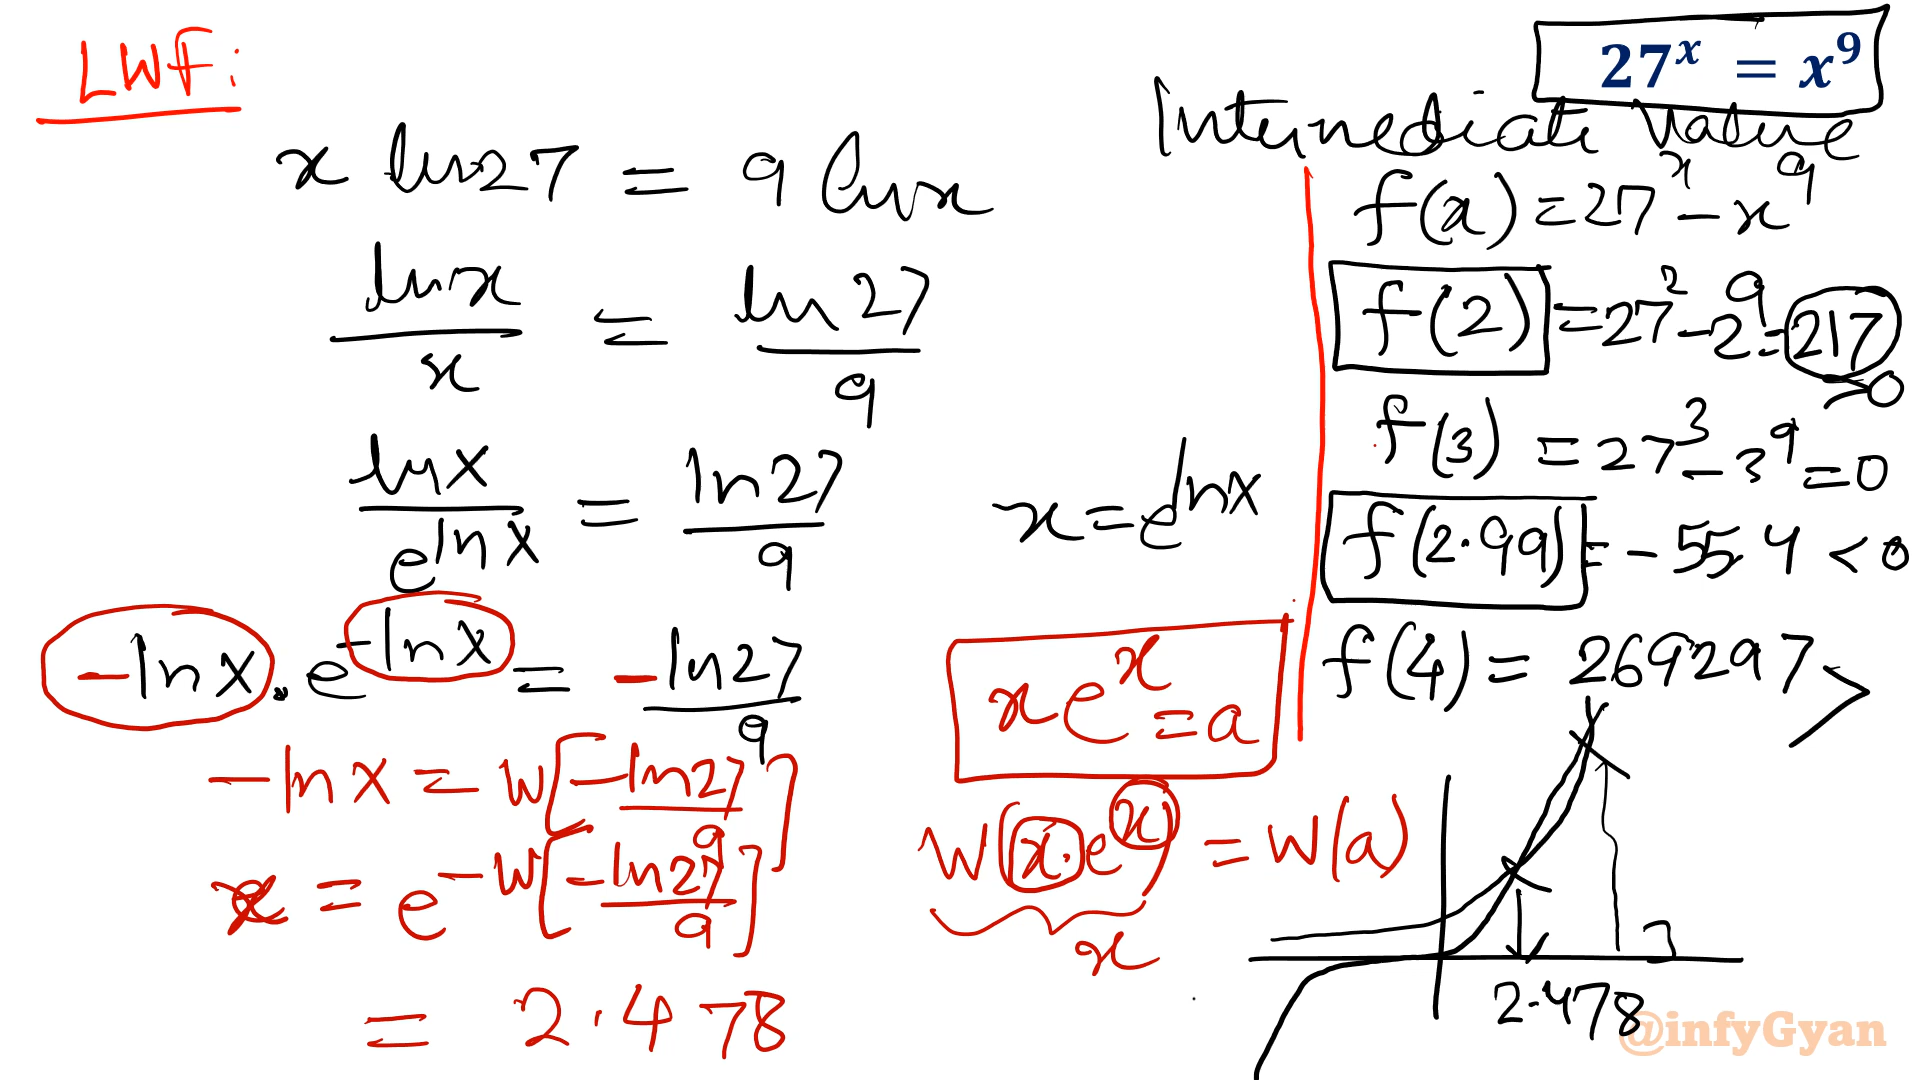 LWF:
27^x = x^9
x ln27 = 9 lnx
lnx/x = ln27/9
lnx/e^lnx = ln27/9
x = e^lnx
-lnx . e^-lnx = -ln27/9
-lnx = W[-ln27/9]
x = e^-W[-ln27/9]
= 2.478
xe^x = a
W(x.e^x) = W(a)
x
Intermediate Value
f(x) = 27^x - x^9
f(2) = 27^2 - 2^9 = 217 > 0
f(3) = 27^3 - 3^9 = 0
f(2.99) = -55.4 < 0
f(4) = 269297 >
2.478
@infyGyan